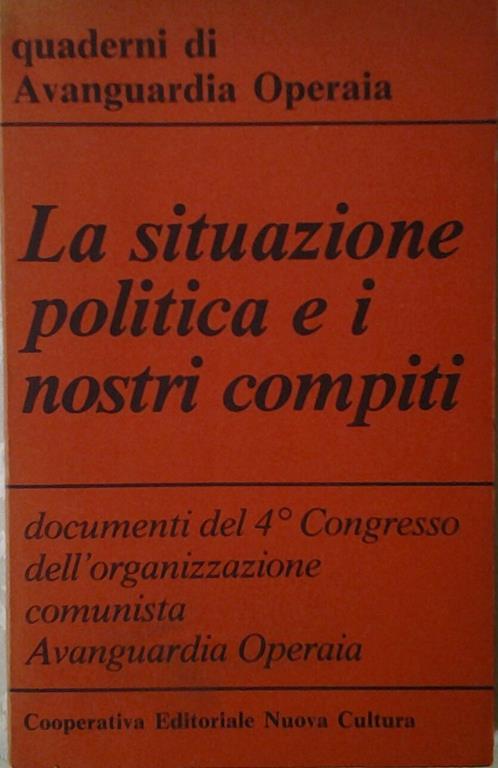 quaderni di
Avanguardia Operaia
La situazione
politica e i
nostri compiti
documenti del 4° Congresso
dell'organizzazione
comunista
Avanguardia Operaia
Cooperativa Editoriale Nuova Cultura